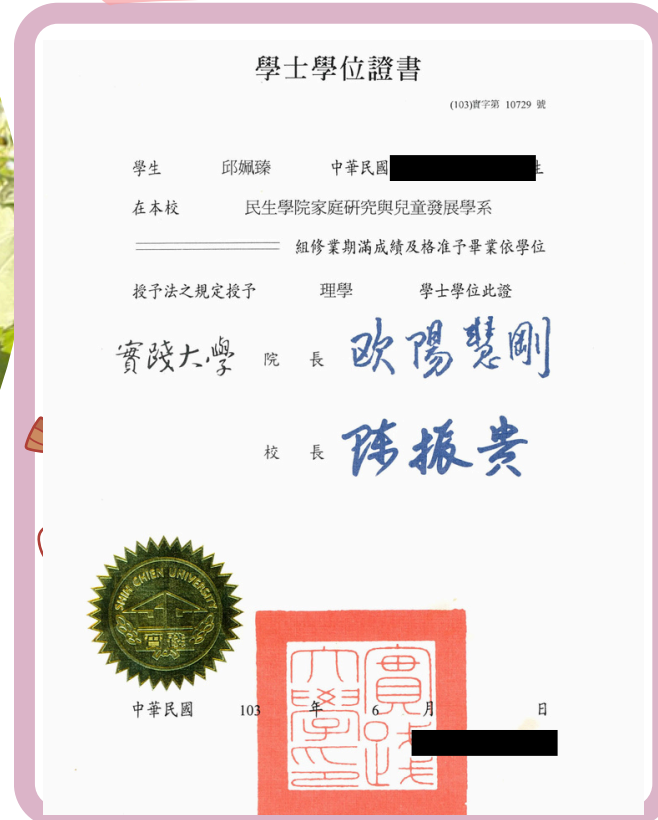 學士學位證書
(103)實字第 10729 號
學生 邱姵臻 中華民國 生
在本校 民生學院家庭研究與兒童發展學系
組修業期滿成績及格准予畢業依學位
授予法之規定授予 理學 學士學位此證
實踐大學 院 長 欧陽慧剛
校 長 陳振貴
SHIH CHIEN UNIVERSITY
實踐
實踐大學印
中華民國 103 年 6 月 日